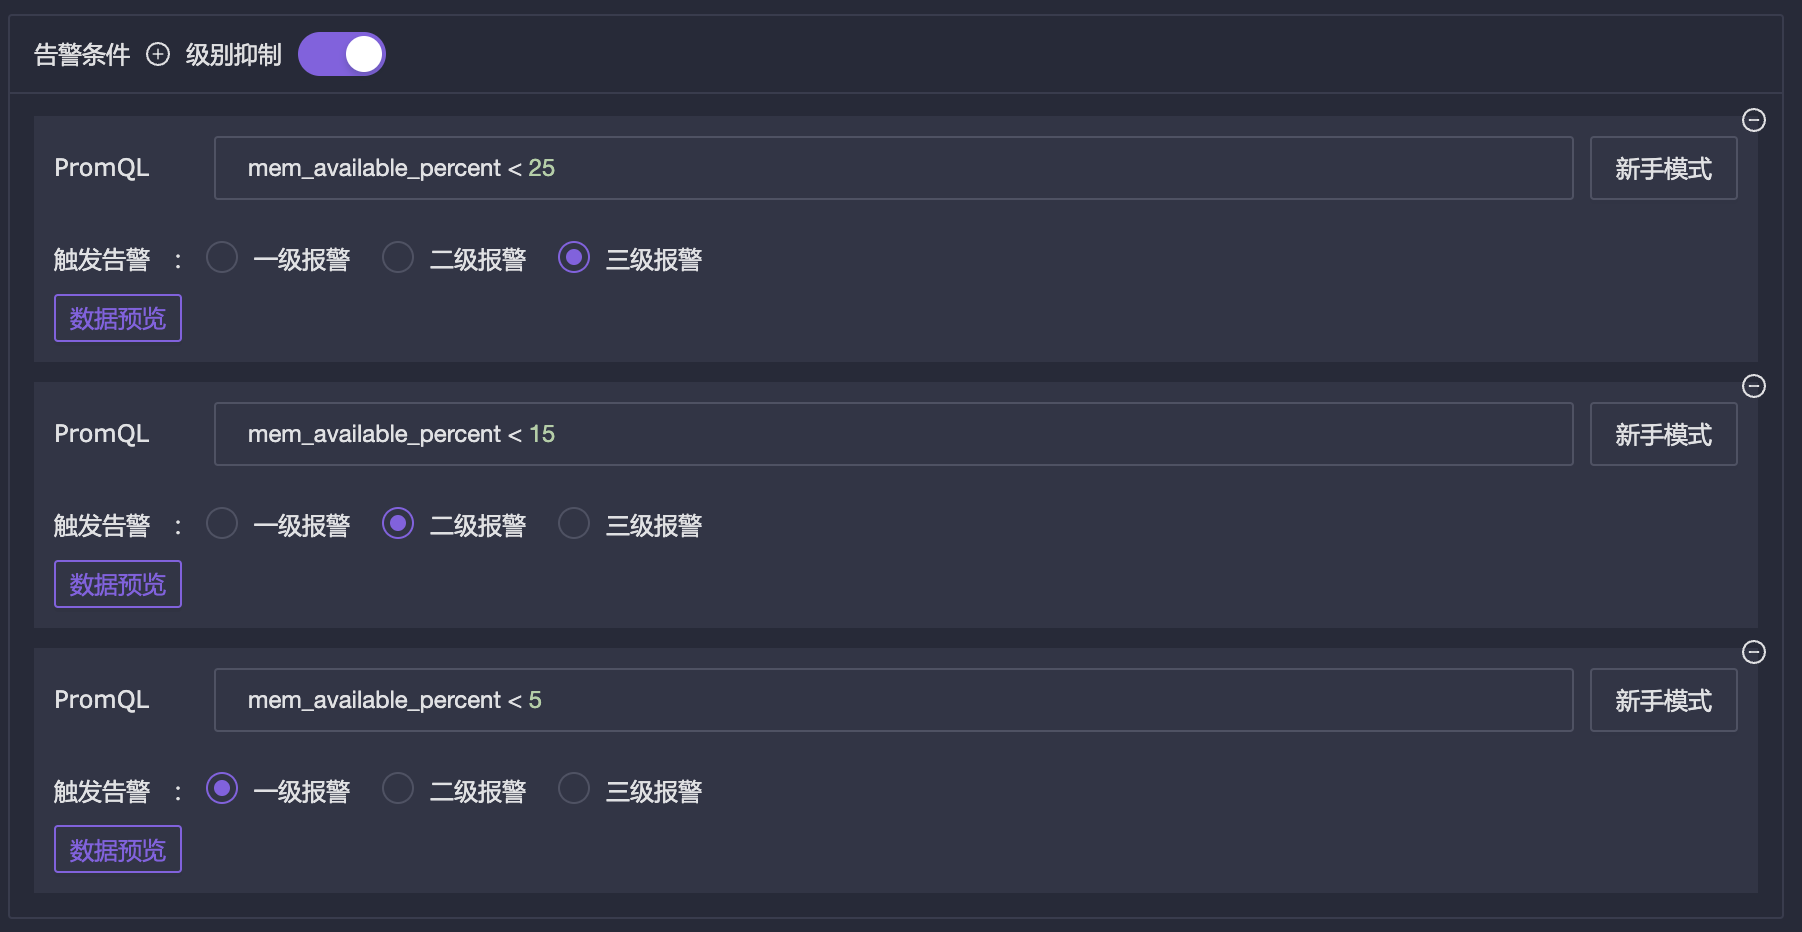 告警条件 级别抑制
PromQL mem_available_percent < 25 新手模式
触发告警 : 一级报警 二级报警 三级报警
数据预览
PromQL mem_available_percent < 15 新手模式
触发告警 : 一级报警 二级报警 三级报警
数据预览
PromQL mem_available_percent < 5 新手模式
触发告警 : 一级报警 二级报警 三级报警
数据预览